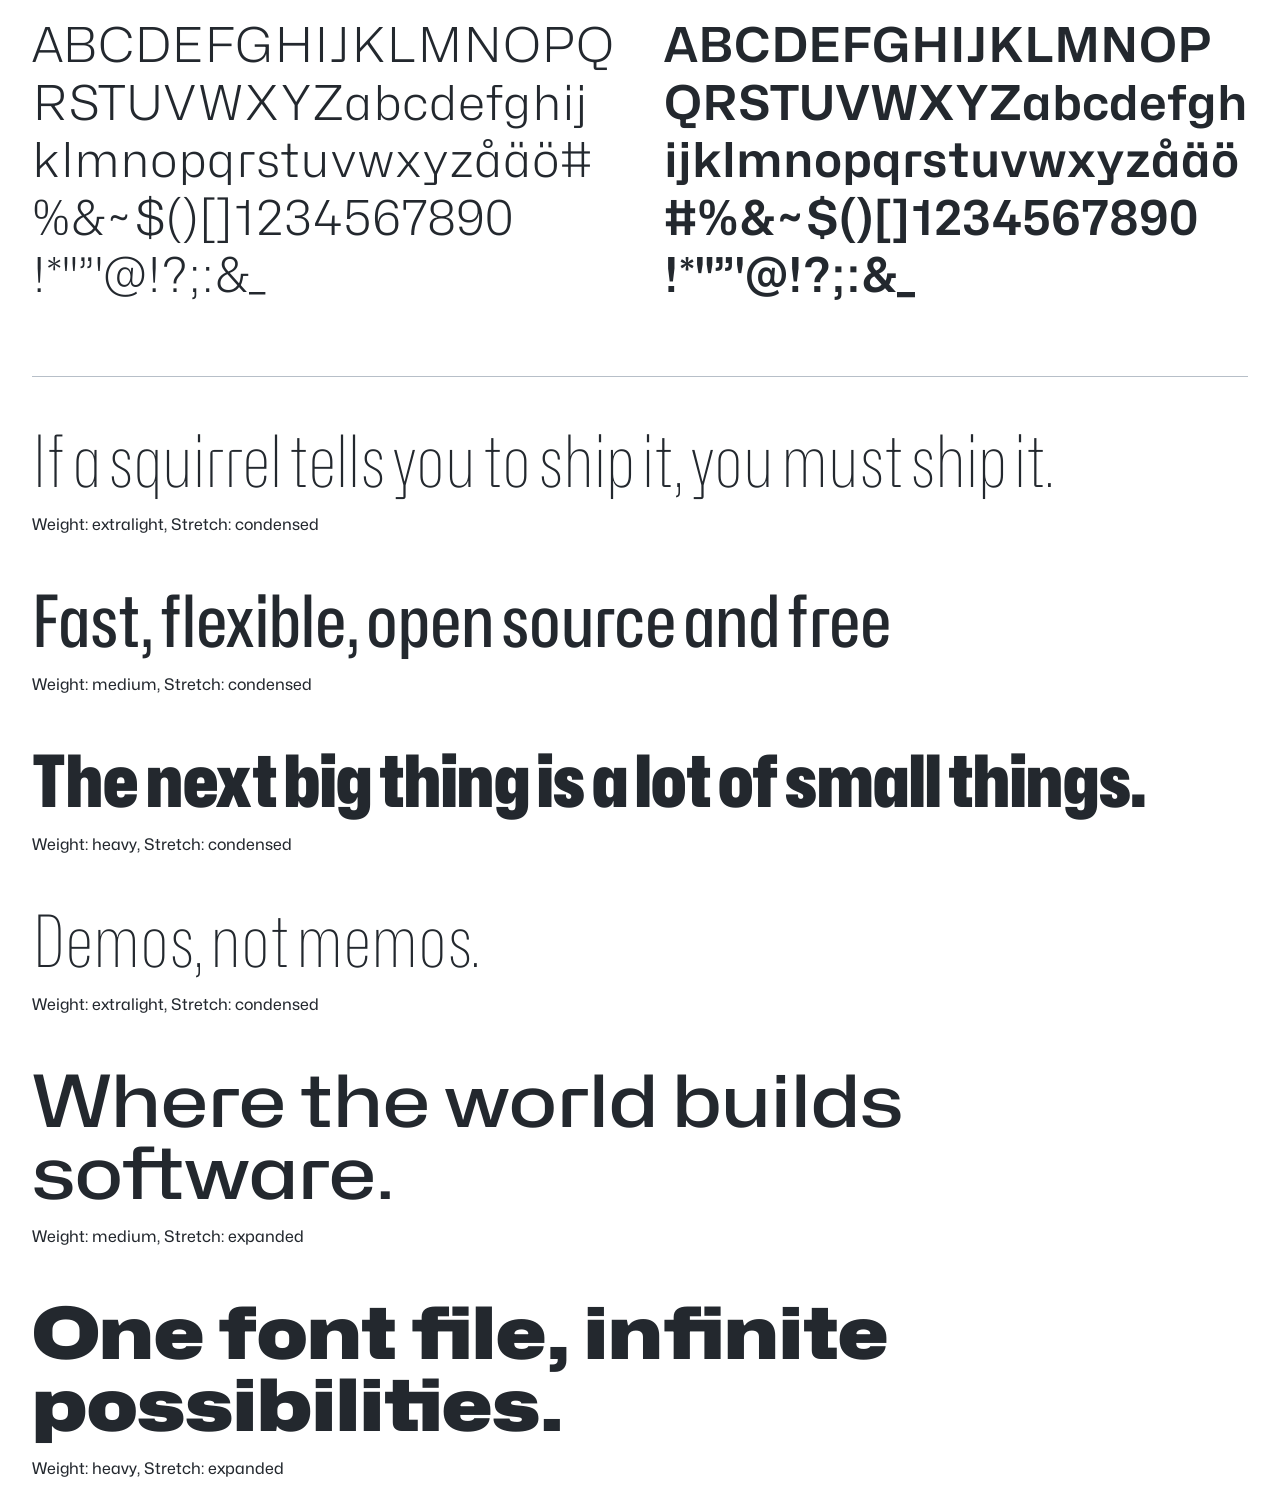 ABCDEFGHIJKLMNOPQ
RSTUVWXYZabcdefghij
klmnopqrstuvwxyzåäö#
%&~$()[]1234567890
!*"”'@!?;:&_
ABCDEFGHIJKLMNOP
QRSTUVWXYZabcdefgh
ijklmnopqrstuvwxyzåäö
#%&~$()[]1234567890
!*"”'@!?;:&_
If a squirrel tells you to ship it, you must ship it.
Weight: extralight, Stretch: condensed
Fast, flexible, open source and free
Weight: medium, Stretch: condensed
The next big thing is a lot of small things.
Weight: heavy, Stretch: condensed
Demos, not memos.
Weight: extralight, Stretch: condensed
Where the world builds
software.
Weight: medium, Stretch: expanded
One font file, infinite
possibilities.
Weight: heavy, Stretch: expanded